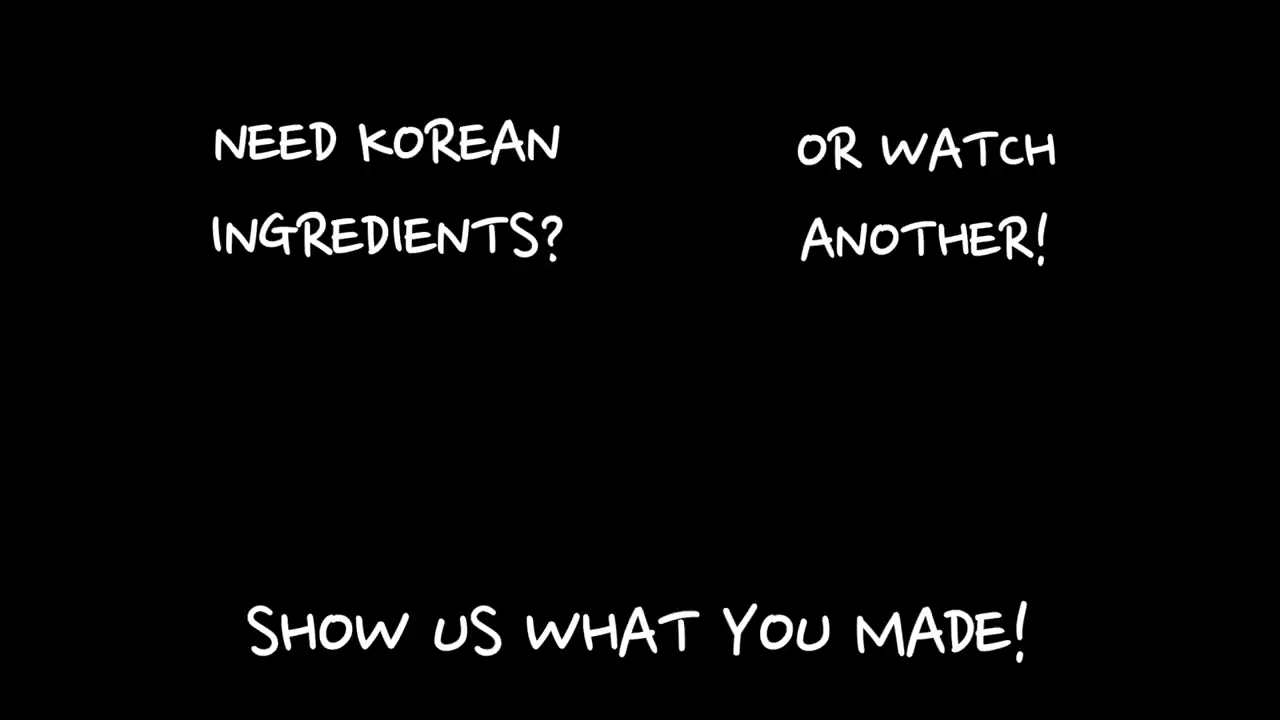 NEED KOREAN
INGREDIENTS?
OR WATCH
ANOTHER!
SHOW US WHAT YOU MADE!